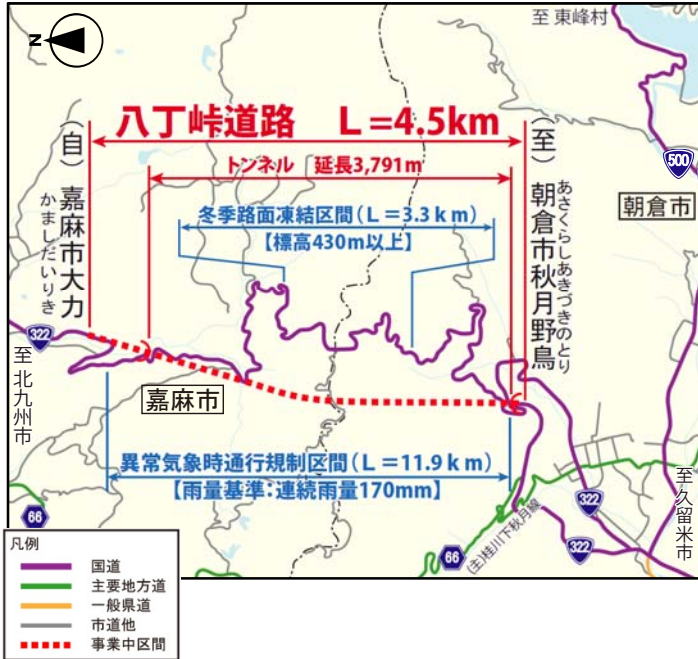 N
至 東峰村
八丁峠道路 L=4.5km
トンネル 延長3,791m
冬季路面凍結区間(L=3.3km)
【標高430m以上】
(自)嘉麻市大力
かましだいりき
(至)朝倉市秋月野鳥
あさくらしあきづきのとり
500
朝倉市
322
至 北九州市
嘉麻市
異常気象時通行規制区間(L=11.9km)
【雨量基準:連続雨量170mm】
66
(主)桂川下秋月線
66
322
322
至 久留米市
凡例
国道
主要地方道
一般県道
市道他
事業中区間